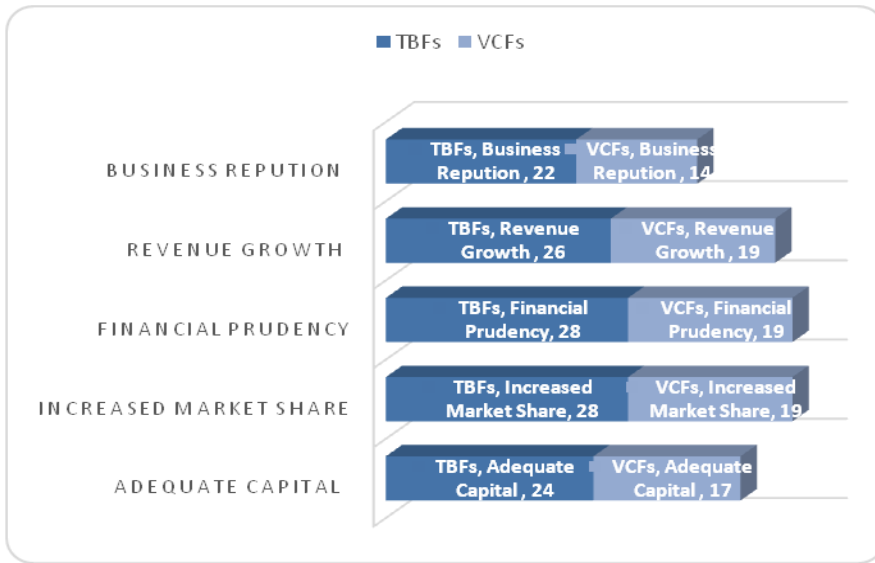 TBFs VCFs
BUSINESS REPUTION
TBFs, Business
Repution , 22
VCFs, Business
Repution , 14
REVENUE GROWTH
TBFs, Revenue
Growth , 26
VCFs, Revenue
Growth , 19
FINANCIAL PRUDENCY
TBFs, Financial
Prudency, 28
VCFs, Financial
Prudency, 19
INCREASED MARKET SHARE
TBFs, Increased
Market Share, 28
VCFs, Increased
Market Share, 19
ADEQUATE CAPITAL
TBFs, Adequate
Capital , 24
VCFs, Adequate
Capital , 17